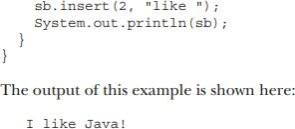 sb.insert(2, "like ");
System.out.println(sb);
}
}
The output of this example is shown here:
I like Java!